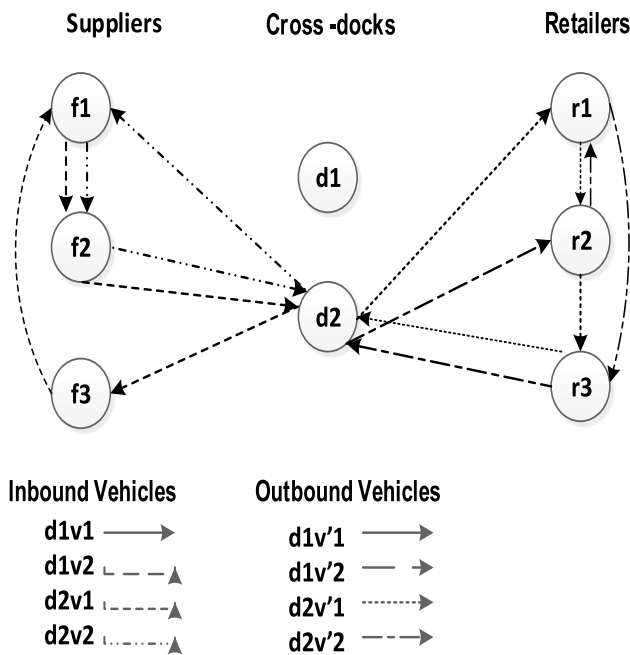 Suppliers Cross -docks Retailers
f1 r1
d1
f2 r2
d2
f3 r3
Inbound Vehicles Outbound Vehicles
d1v1 d1v'1
d1v2 d1v'2
d2v1 d2v'1
d2v2 d2v'2